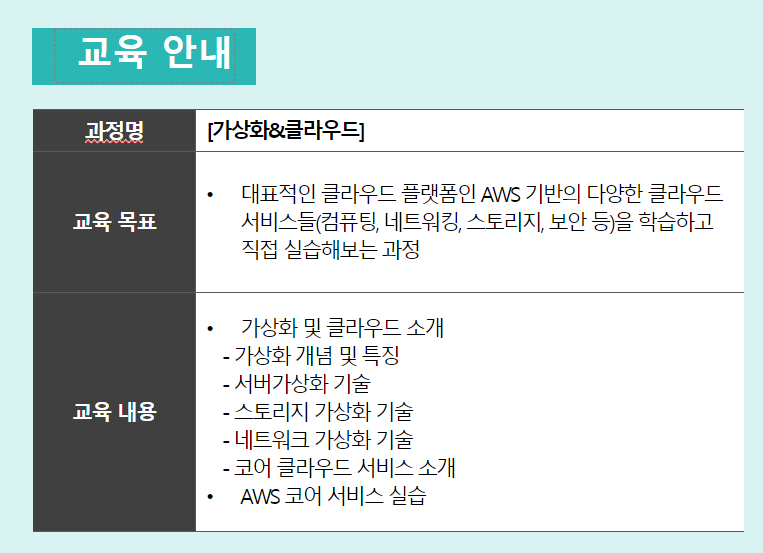 교육 안내
과정명
[가상화&클라우드]
교육 목표
• 대표적인 클라우드 플랫폼인 AWS 기반의 다양한 클라우드
서비스들(컴퓨팅, 네트워킹, 스토리지, 보안 등)을 학습하고
직접 실습해보는 과정
교육 내용
• 가상화 및 클라우드 소개
- 가상화 개념 및 특징
- 서버가상화 기술
- 스토리지 가상화 기술
- 네트워크 가상화 기술
- 코어 클라우드 서비스 소개
• AWS 코어 서비스 실습